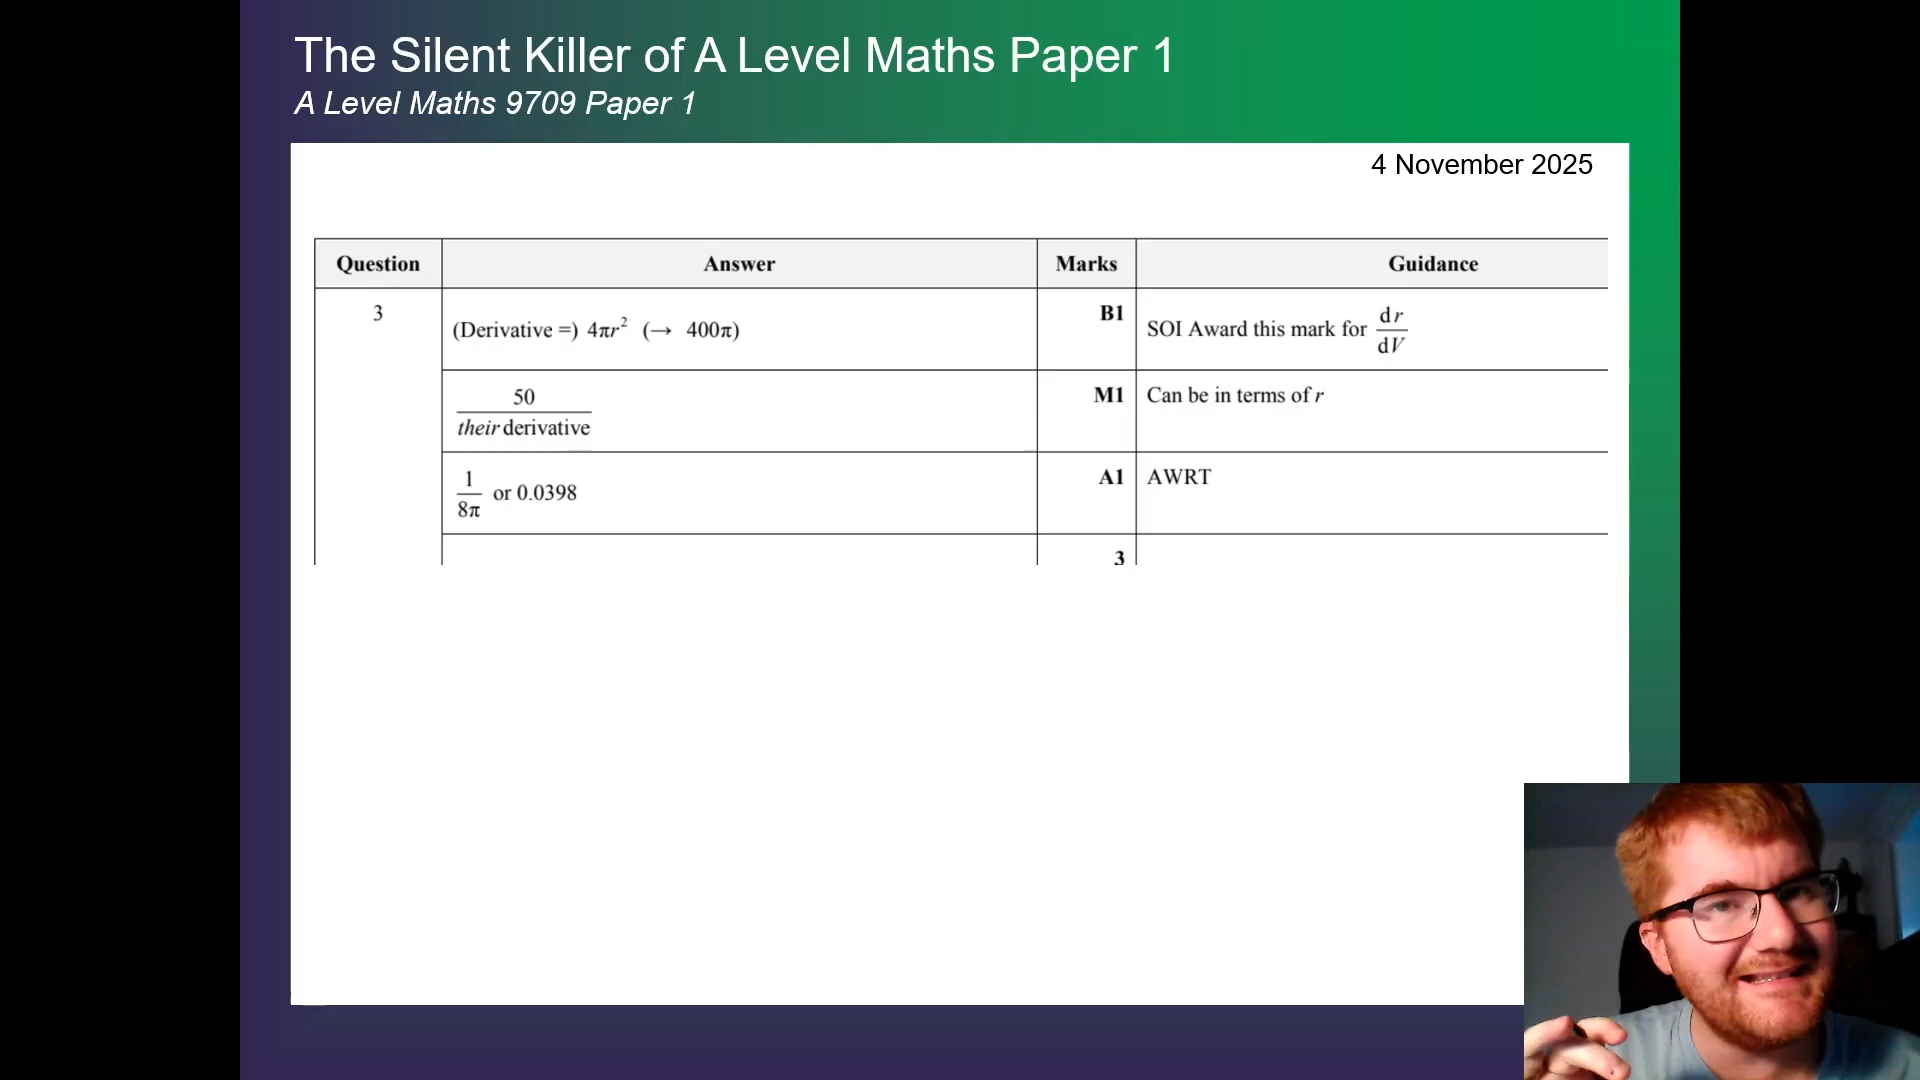 The Silent Killer of A Level Maths Paper 1
A Level Maths 9709 Paper 1
4 November 2025
Question Answer Marks Guidance
3 (Derivative =) 4πr² (→ 400π) B1 SOI Award this mark for dr/dV
50/their derivative M1 Can be in terms of r
1/8π or 0.0398 A1 AWRT
3